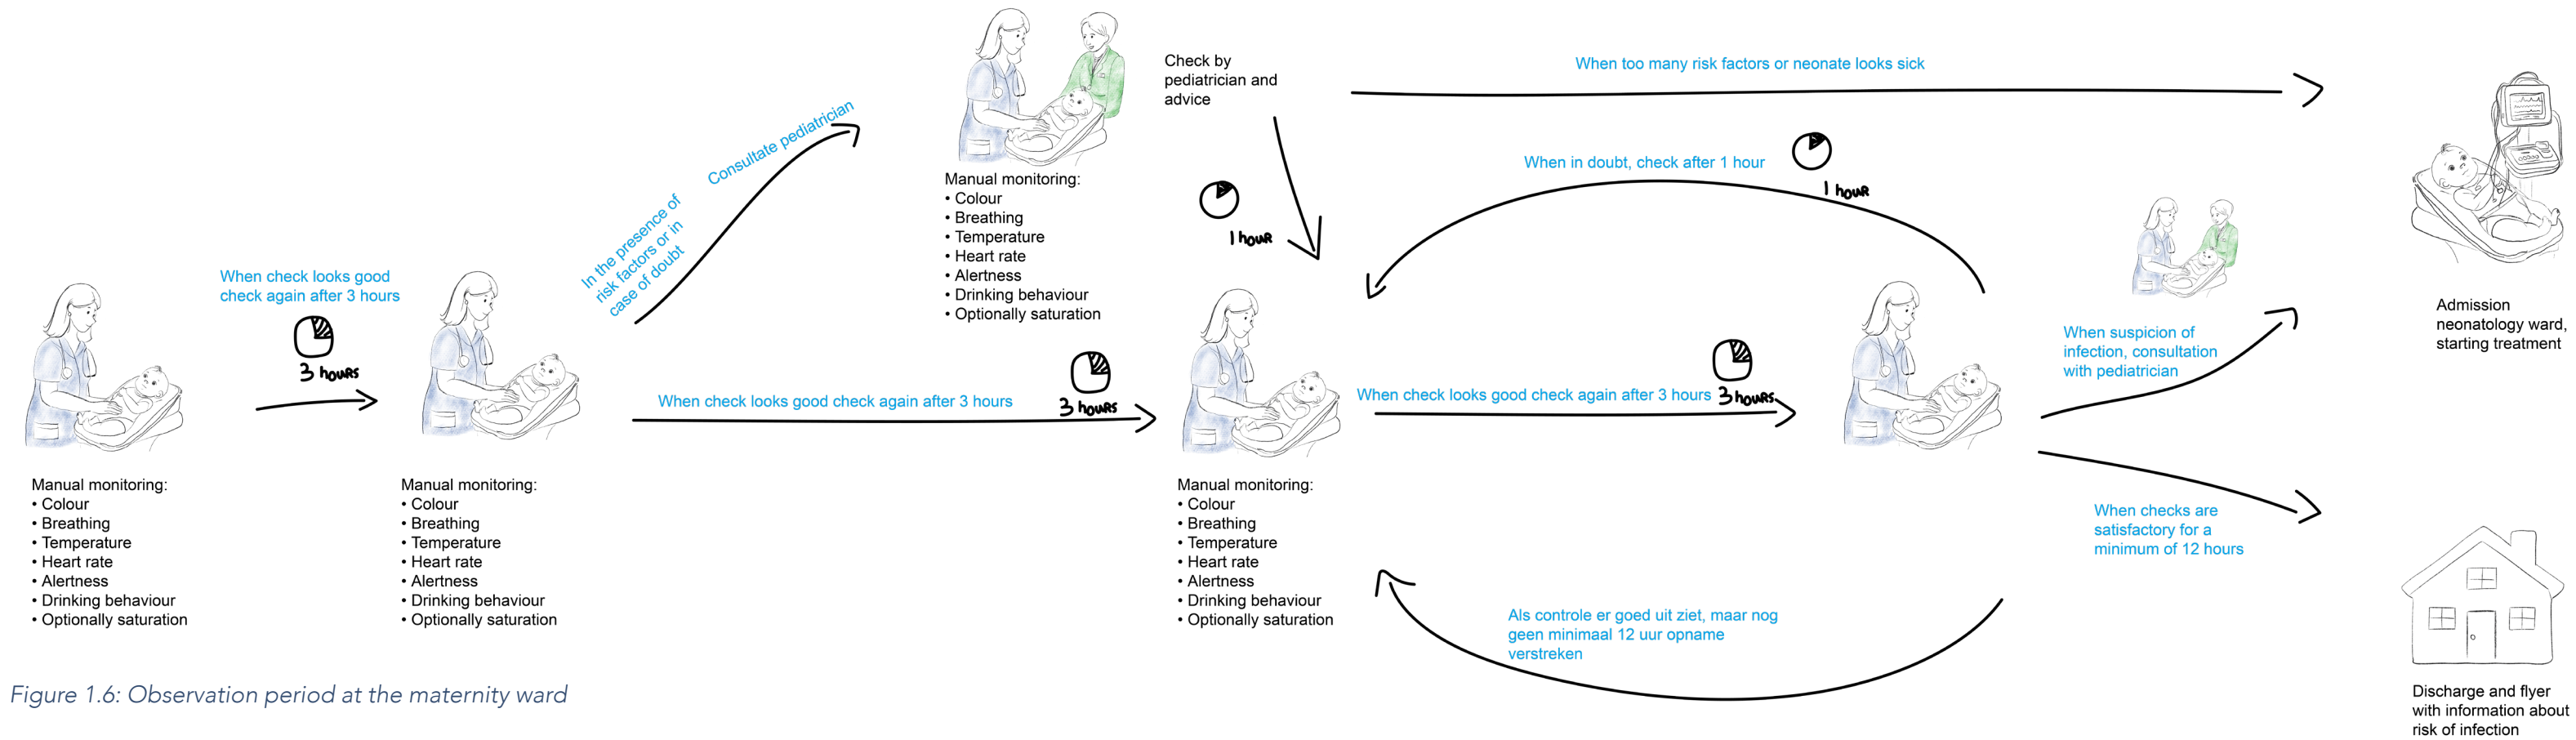 When check looks good
check again after 3 hours
3 hours
Manual monitoring:
• Colour
• Breathing
• Temperature
• Heart rate
• Alertness
• Drinking behaviour
• Optionally saturation
Manual monitoring:
• Colour
• Breathing
• Temperature
• Heart rate
• Alertness
• Drinking behaviour
• Optionally saturation
In the presence of
risk factors or in
case of doubt
Consultate pediatrician
Check by
pediatrician and
advice
Manual monitoring:
• Colour
• Breathing
• Temperature
• Heart rate
• Alertness
• Drinking behaviour
• Optionally saturation
1 hour
When check looks good check again after 3 hours
3 hours
Manual monitoring:
• Colour
• Breathing
• Temperature
• Heart rate
• Alertness
• Drinking behaviour
• Optionally saturation
When too many risk factors or neonate looks sick
When in doubt, check after 1 hour
1 hour
When check looks good check again after 3 hours
3 hours
Als controle er goed uit ziet, maar nog
geen minimaal 12 uur opname
verstreken
When suspicion of
infection, consultation
with pediatrician
When checks are
satisfactory for a
minimum of 12 hours
Admission
neonatology ward,
starting treatment
Discharge and flyer
with information about
risk of infection
Figure 1.6: Observation period at the maternity ward